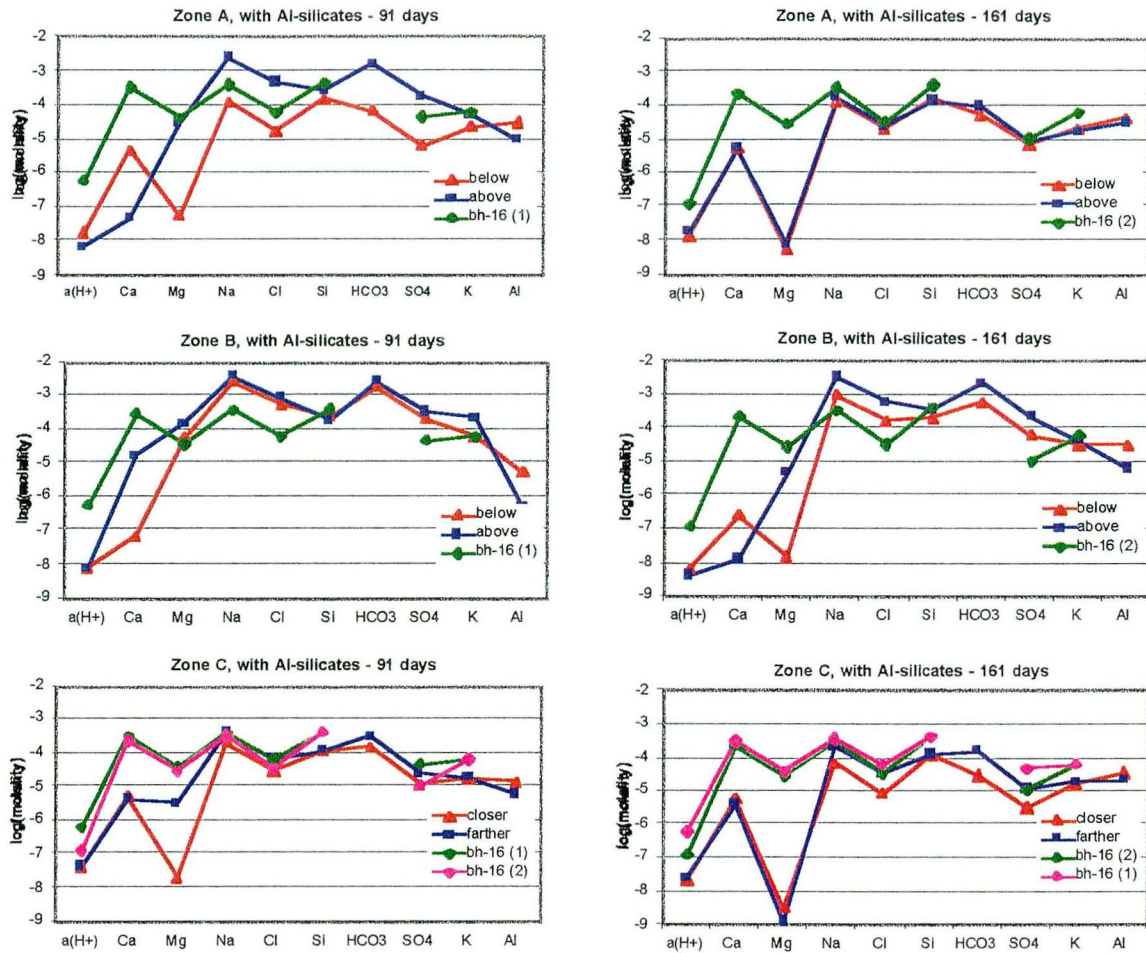 Zone A, with Al-silicates - 91 days
-2
-3
-4
-5
-6
-7
-8
-9
log(molality)
a(H+) Ca Mg Na Cl Si HCO3 SO4 K Al
below
above
bh-16 (1)
Zone A, with Al-silicates - 161 days
-2
-3
-4
-5
-6
-7
-8
-9
log(molality)
a(H+) Ca Mg Na Cl Si HCO3 SO4 K Al
below
above
bh-16 (2)
Zone B, with Al-silicates - 91 days
-2
-3
-4
-5
-6
-7
-8
-9
log(molality)
a(H+) Ca Mg Na Cl Si HCO3 SO4 K Al
below
above
bh-16 (1)
Zone B, with Al-silicates - 161 days
-2
-3
-4
-5
-6
-7
-8
-9
log(molality)
a(H+) Ca Mg Na Cl Si HCO3 SO4 K Al
below
above
bh-16 (2)
Zone C, with Al-silicates - 91 days
-2
-3
-4
-5
-6
-7
-8
-9
log(molality)
a(H+) Ca Mg Na Cl Si HCO3 SO4 K Al
closer
farther
bh-16 (1)
bh-16 (2)
Zone C, with Al-silicates - 161 days
-2
-3
-4
-5
-6
-7
-8
-9
log(molality)
a(H+) Ca Mg Na Cl Si HCO3 SO4 K Al
closer
farther
bh-16 (2)
bh-16 (1)